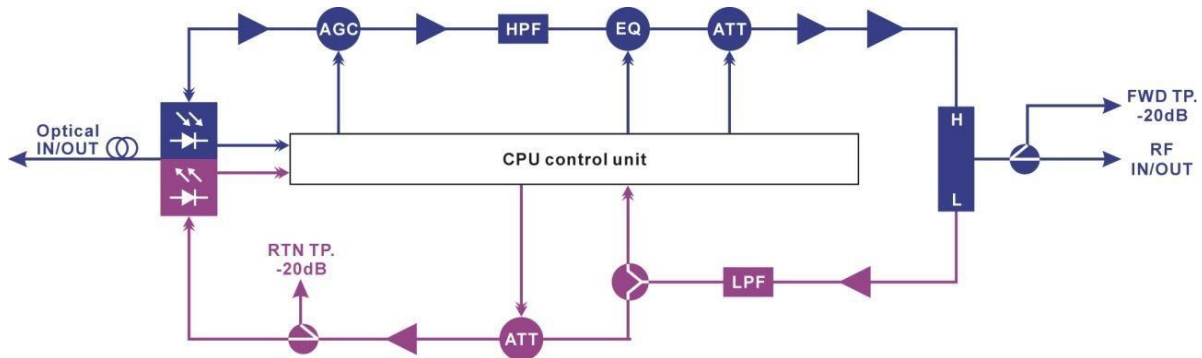 AGC
HPF
EQ
ATT
Optical
IN/OUT
H
FWD TP.
-20dB
CPU control unit
RF
IN/OUT
L
RTN TP.
-20dB
LPF
ATT